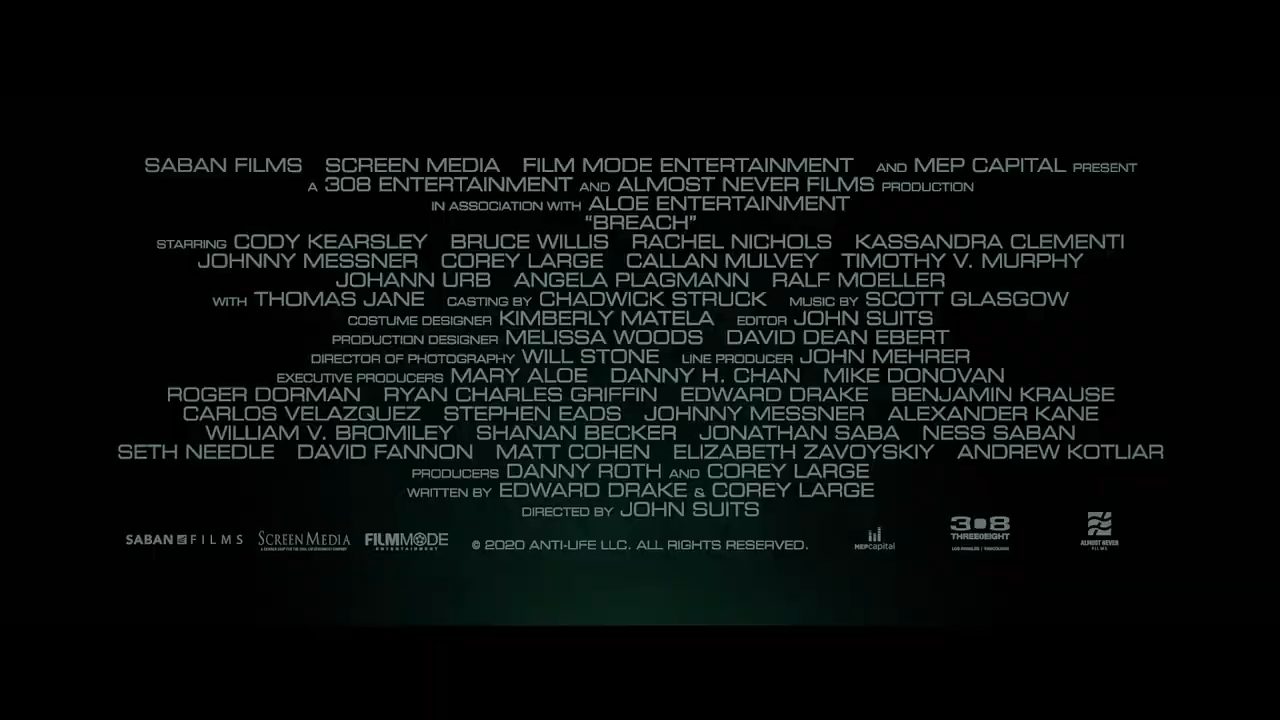 SABAN FILMS SCREEN MEDIA FILM MODE ENTERTAINMENT AND MEP CAPITAL PRESENT
A 308 ENTERTAINMENT AND ALMOST NEVER FILMS PRODUCTION
IN ASSOCIATION WITH ALOE ENTERTAINMENT
"BREACH"
STARRING CODY KEARSLEY BRUCE WILLIS RACHEL NICHOLS KASSANDRA CLEMENTI
JOHNNY MESSNER COREY LARGE CALLAN MULVEY TIMOTHY V. MURPHY
JOHANN URB ANGELA PLAGMANN RALF MOELLER
WITH THOMAS JANE CASTING BY CHADWICK STRUCK MUSIC BY SCOTT GLASGOW
COSTUME DESIGNER KIMBERLY MATELA EDITOR JOHN SUITS
PRODUCTION DESIGNER MELISSA WOODS DAVID DEAN EBERT
DIRECTOR OF PHOTOGRAPHY WILL STONE LINE PRODUCER JOHN MEHRER
EXECUTIVE PRODUCERS MARY ALOE DANNY H. CHAN MIKE DONOVAN
ROGER DORMAN RYAN CHARLES GRIFFIN EDWARD DRAKE BENJAMIN KRAUSE
CARLOS VELAZQUEZ STEPHEN EADS JOHNNY MESSNER ALEXANDER KANE
WILLIAM V. BROMILEY SHANAN BECKER JONATHAN SABA NESS SABAN
SETH NEEDLE DAVID FANNON MATT COHEN ELIZABETH ZAVOYSKIY ANDREW KOTLIAR
PRODUCERS DANNY ROTH AND COREY LARGE
WRITTEN BY EDWARD DRAKE & COREY LARGE
DIRECTED BY JOHN SUITS
SABAN FILMS SCREEN MEDIA FILMMODE ENTERTAINMENT © 2020 ANTI-LIFE LLC. ALL RIGHTS RESERVED. MEPcapital 308 THREE08EIGHT ALMOST NEVER FILMS